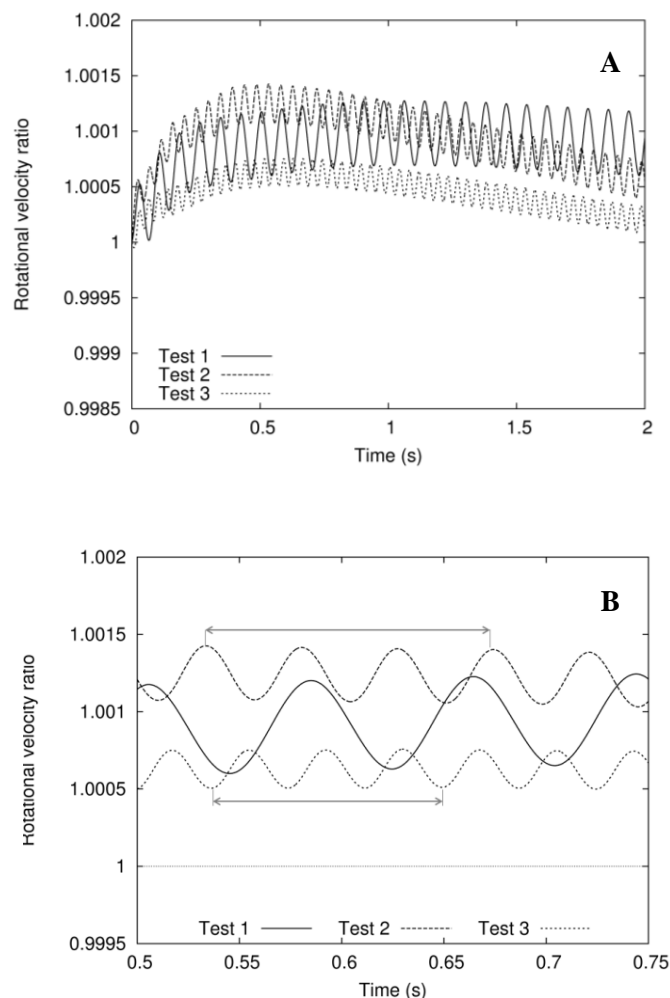 1.002
A
1.0015
1.001
1.0005
1
0.9995
0.999
0.9985
Rotational velocity ratio
Test 1
Test 2
Test 3
0 0.5 1 1.5 2
Time (s)
1.002
B
1.0015
1.001
1.0005
1
0.9995
Rotational velocity ratio
Test 1 Test 2 Test 3
0.5 0.55 0.6 0.65 0.7 0.75
Time (s)